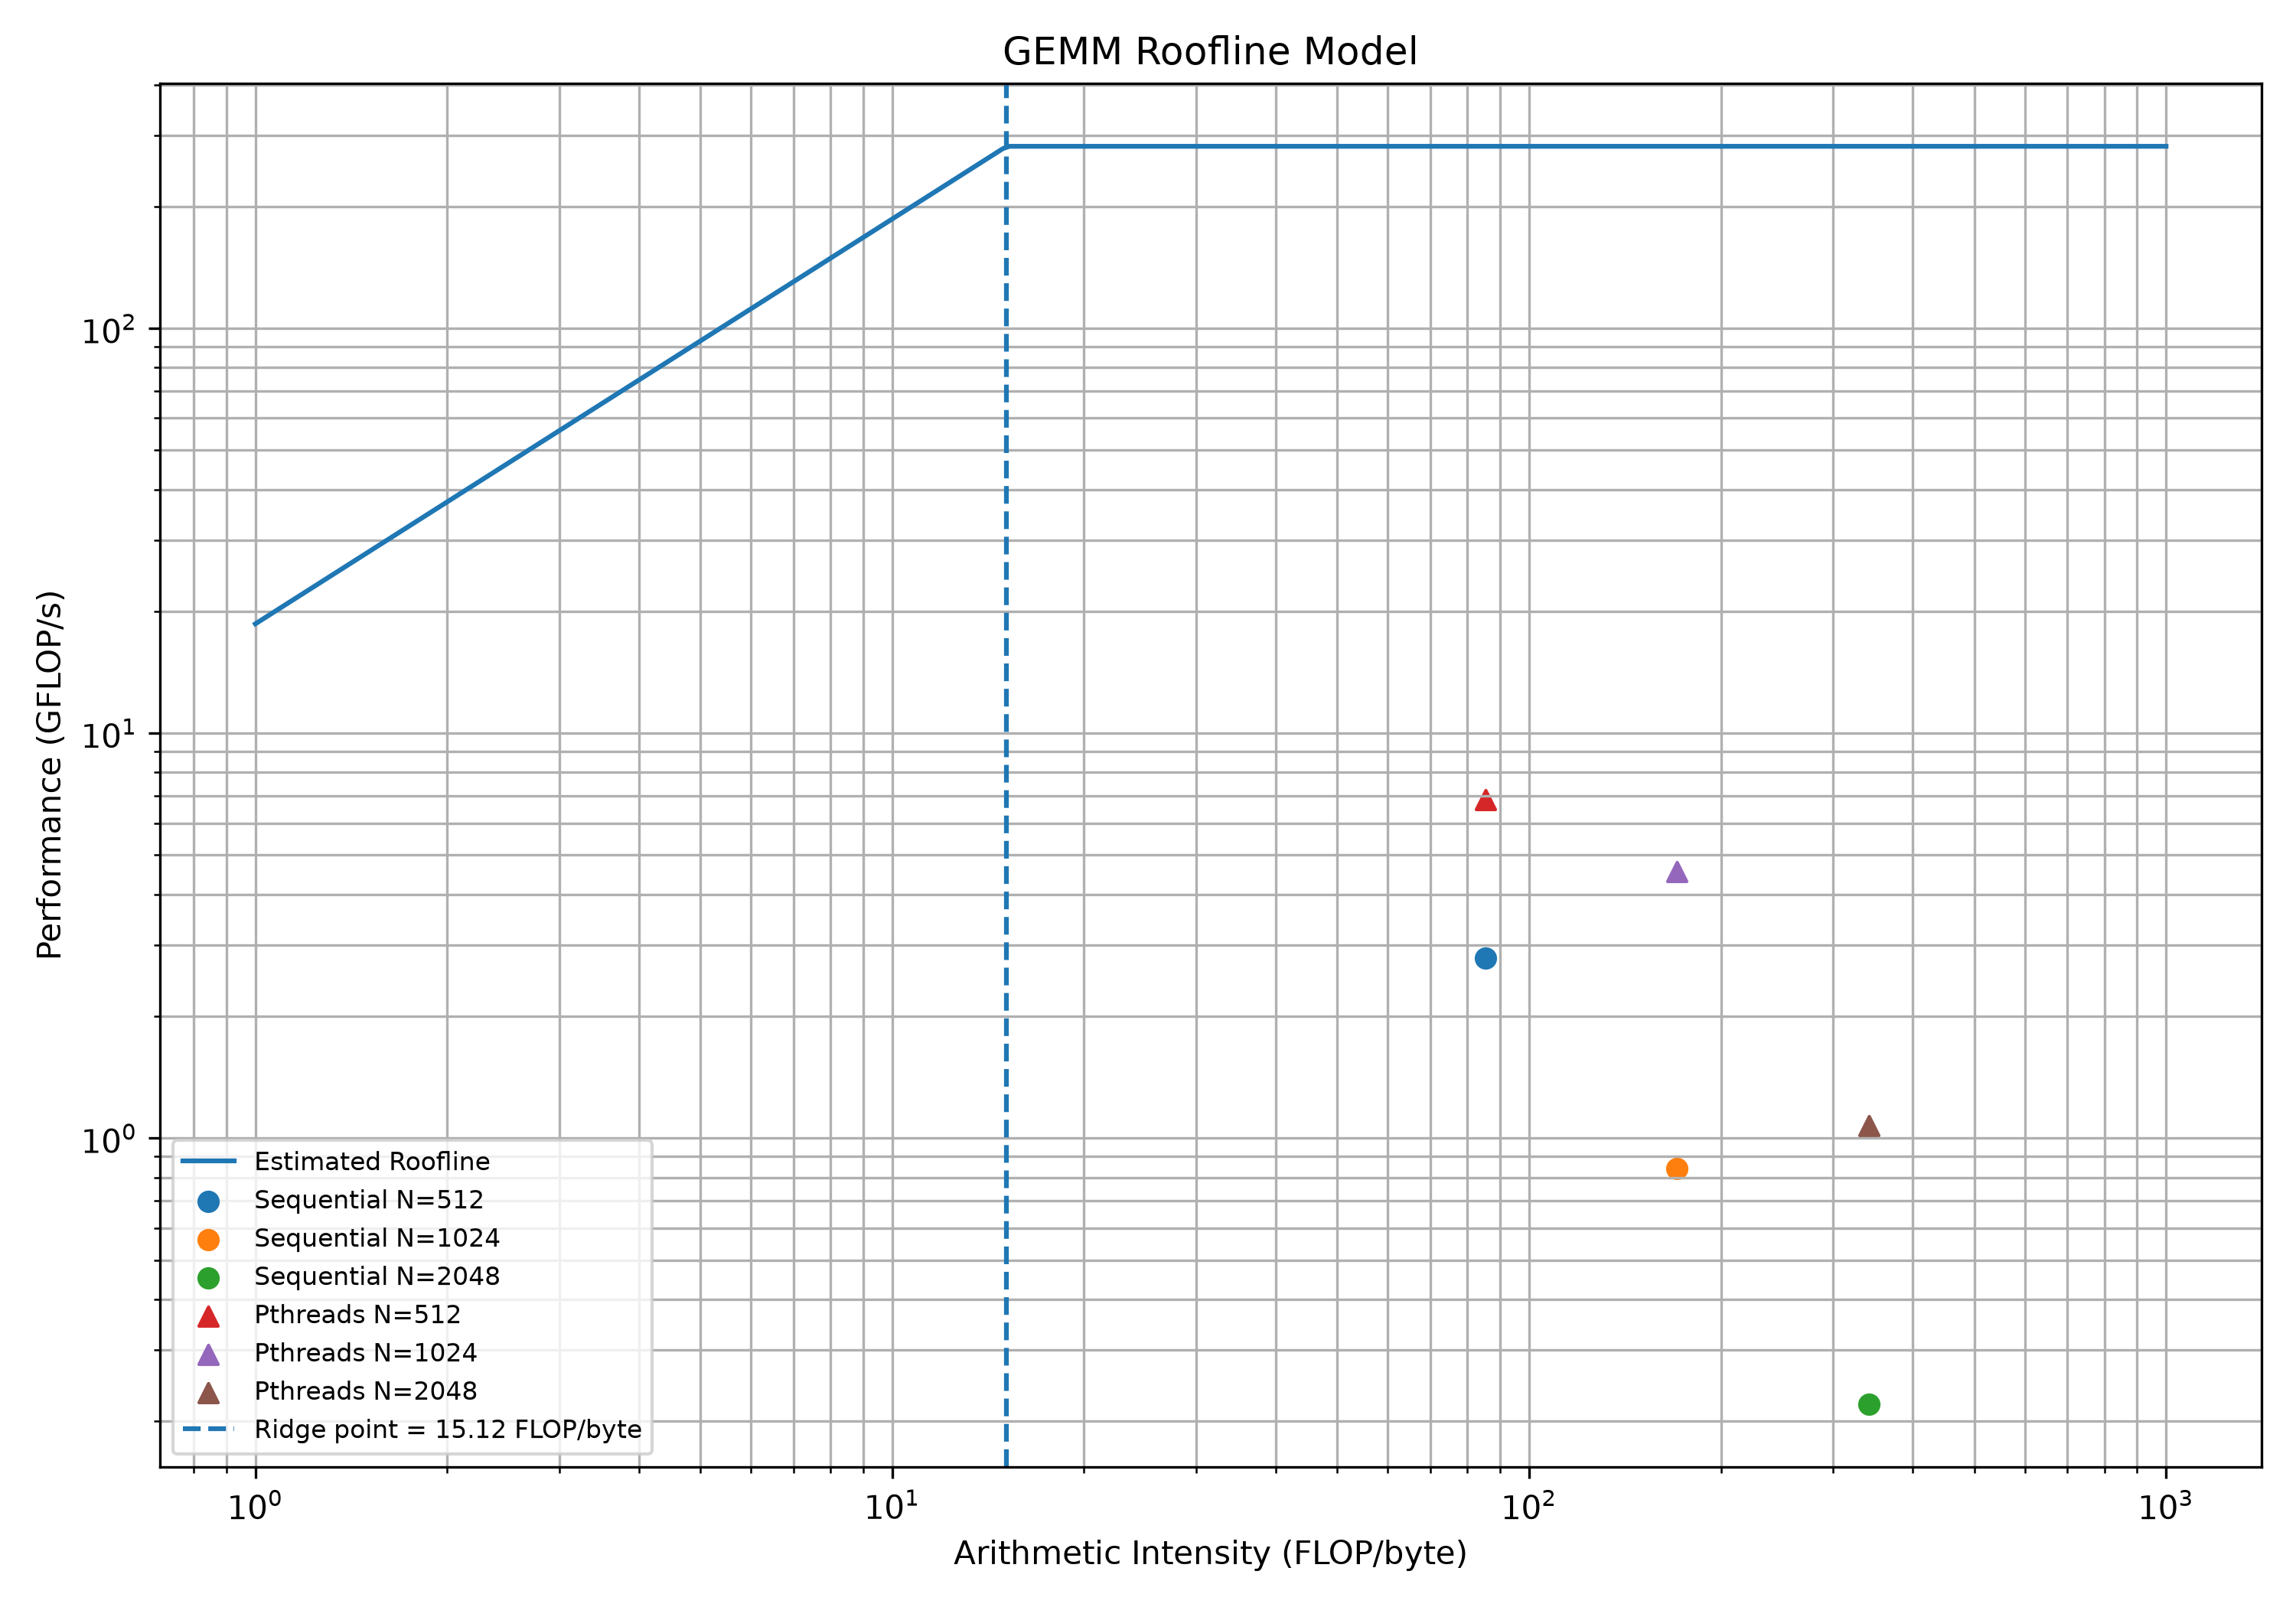 GEMM Roofline Model
Performance (GFLOP/s)
10²
10¹
10⁰
Estimated Roofline
Sequential N=512
Sequential N=1024
Sequential N=2048
Pthreads N=512
Pthreads N=1024
Pthreads N=2048
Ridge point = 15.12 FLOP/byte
10⁰ 10¹ 10² 10³
Arithmetic Intensity (FLOP/byte)